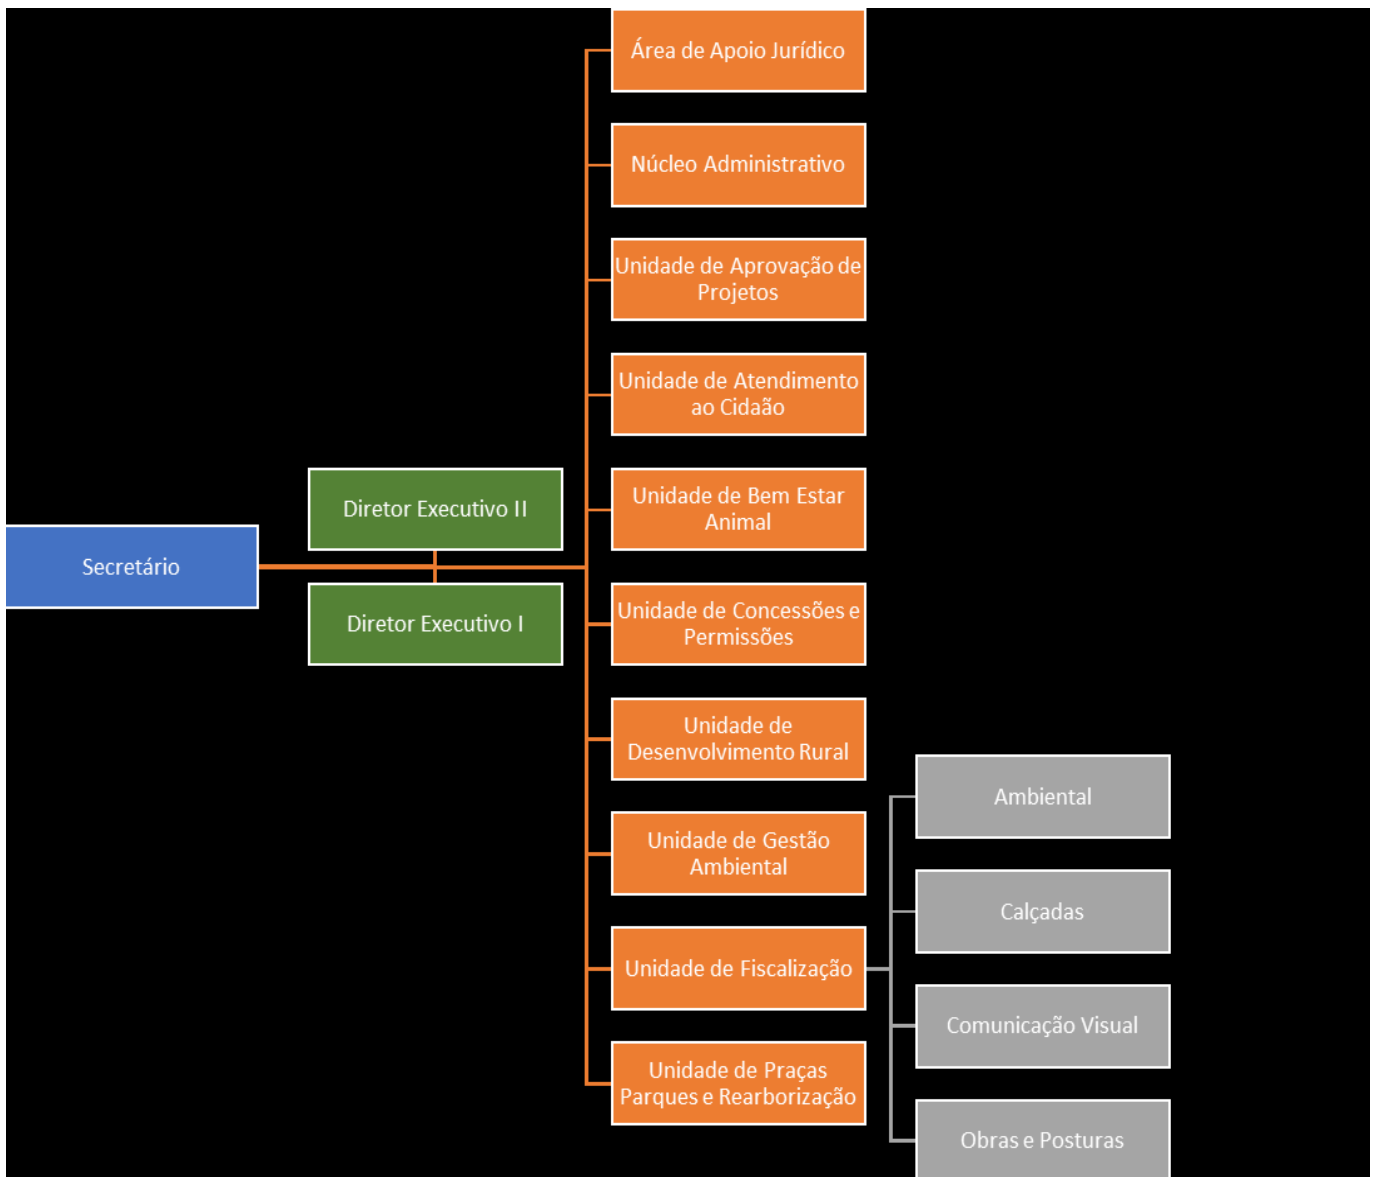 Área de Apoio Jurídico
Núcleo Administrativo
Unidade de Aprovação de
Projetos
Unidade de Atendimento
ao Cidaão
Diretor Executivo II
Unidade de Bem Estar
Animal
Secretário
Diretor Executivo I
Unidade de Concessões e
Permissões
Unidade de
Desenvolvimento Rural
Unidade de Gestão
Ambiental
Unidade de Fiscalização
Unidade de Praças
Parques e Rearborização
Ambiental
Calçadas
Comunicação Visual
Obras e Posturas